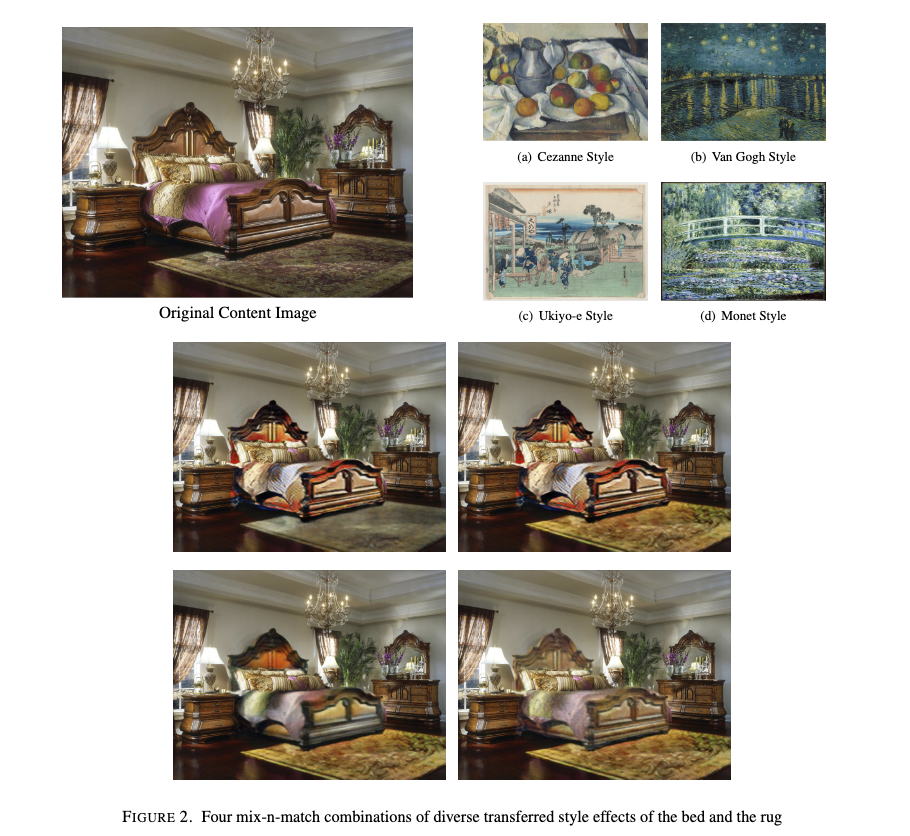 Original Content Image
(a) Cezanne Style
(b) Van Gogh Style
(c) Ukiyo-e Style
(d) Monet Style
FIGURE 2. Four mix-n-match combinations of diverse transferred style effects of the bed and the rug